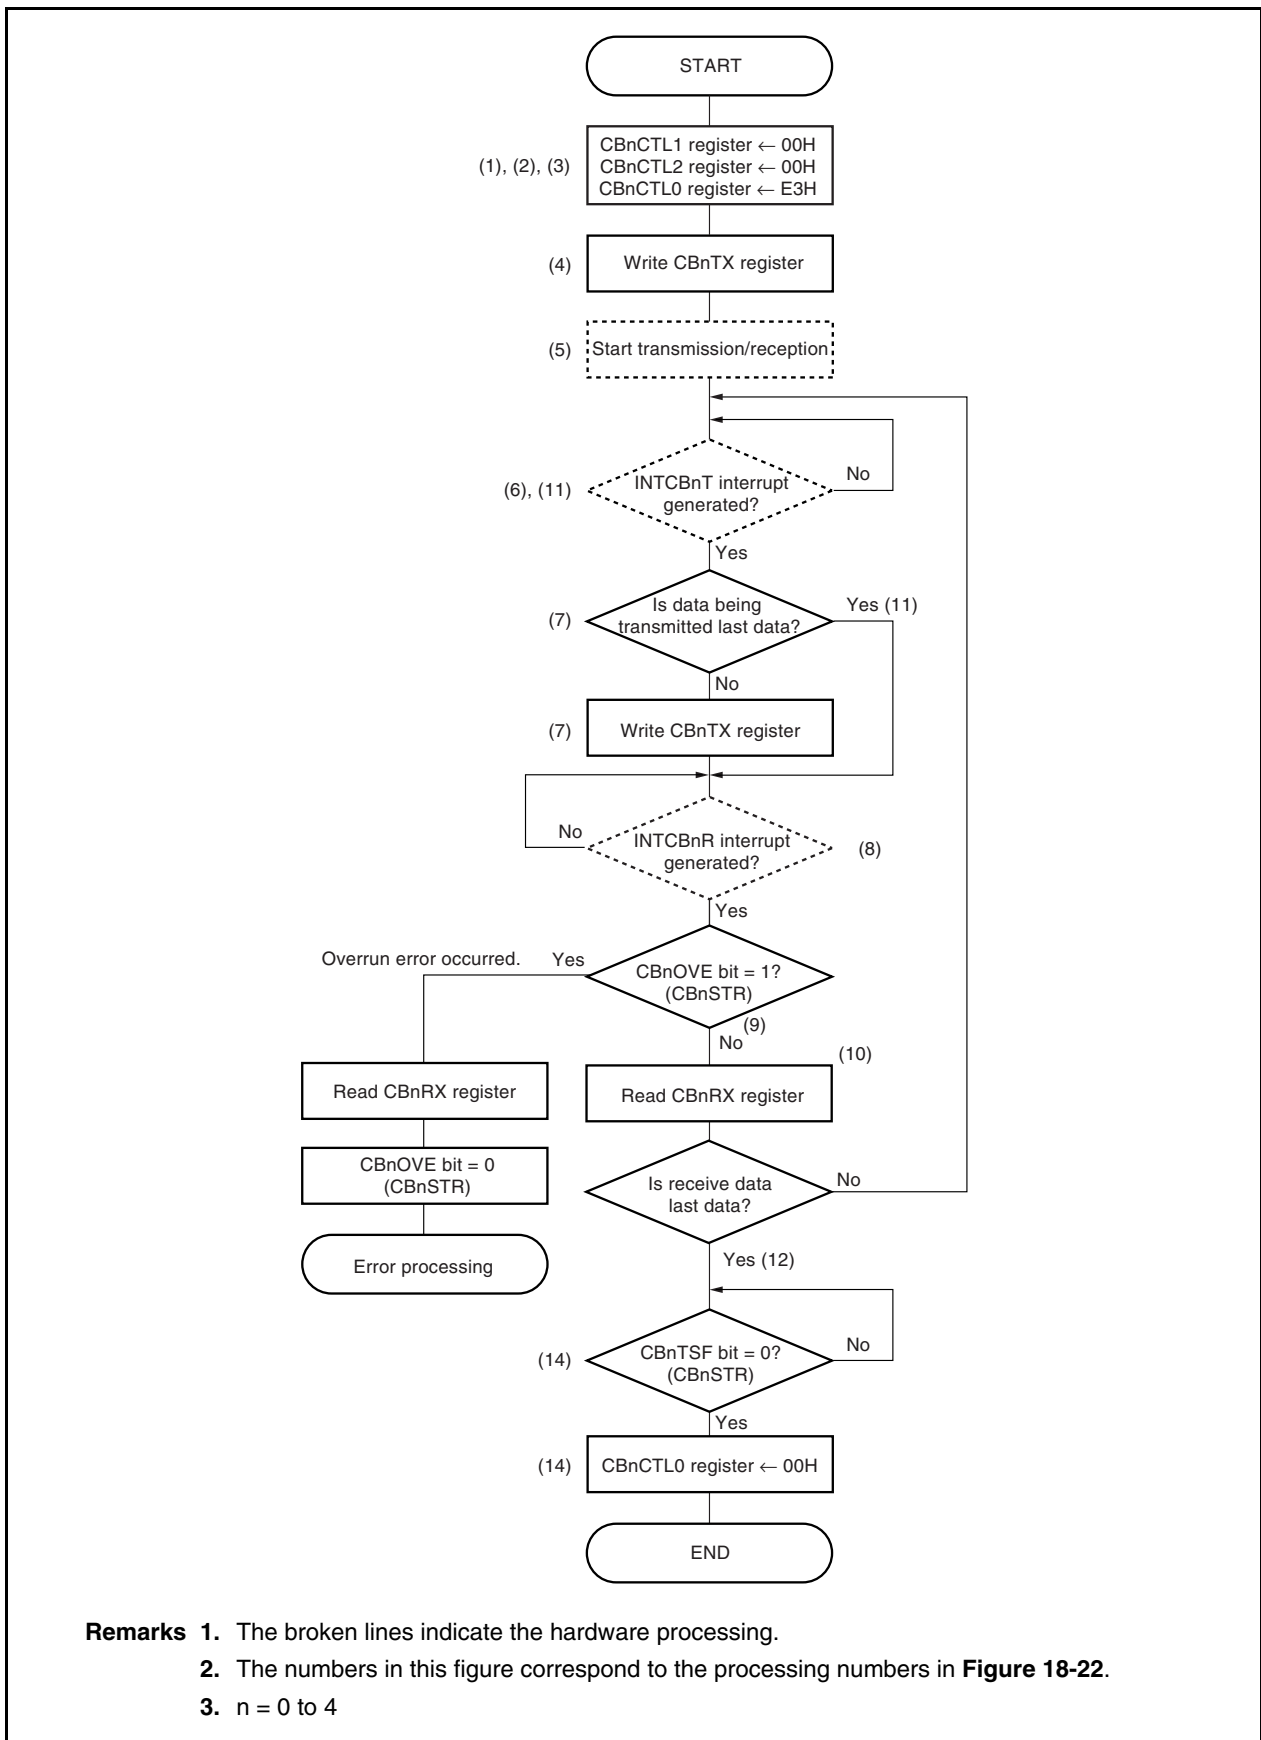 START
(1), (2), (3)
CBnCTL1 register ← 00H
CBnCTL2 register ← 00H
CBnCTL0 register ← E3H
(4)
Write CBnTX register
(5)
Start transmission/reception
(6), (11)
INTCBnT interrupt
generated?
No
Yes
(7)
Is data being
transmitted last data?
Yes (11)
No
(7)
Write CBnTX register
No
INTCBnR interrupt
generated?
(8)
Yes
Overrun error occurred.
Yes
CBnOVE bit = 1?
(CBnSTR)
(9)
No
(10)
Read CBnRX register
Read CBnRX register
CBnOVE bit = 0
(CBnSTR)
Is receive data
last data?
No
Error processing
Yes (12)
(14)
CBnTSF bit = 0?
(CBnSTR)
No
Yes
(14)
CBnCTL0 register ← 00H
END
Remarks 1. The broken lines indicate the hardware processing.
2. The numbers in this figure correspond to the processing numbers in Figure 18-22.
3. n = 0 to 4